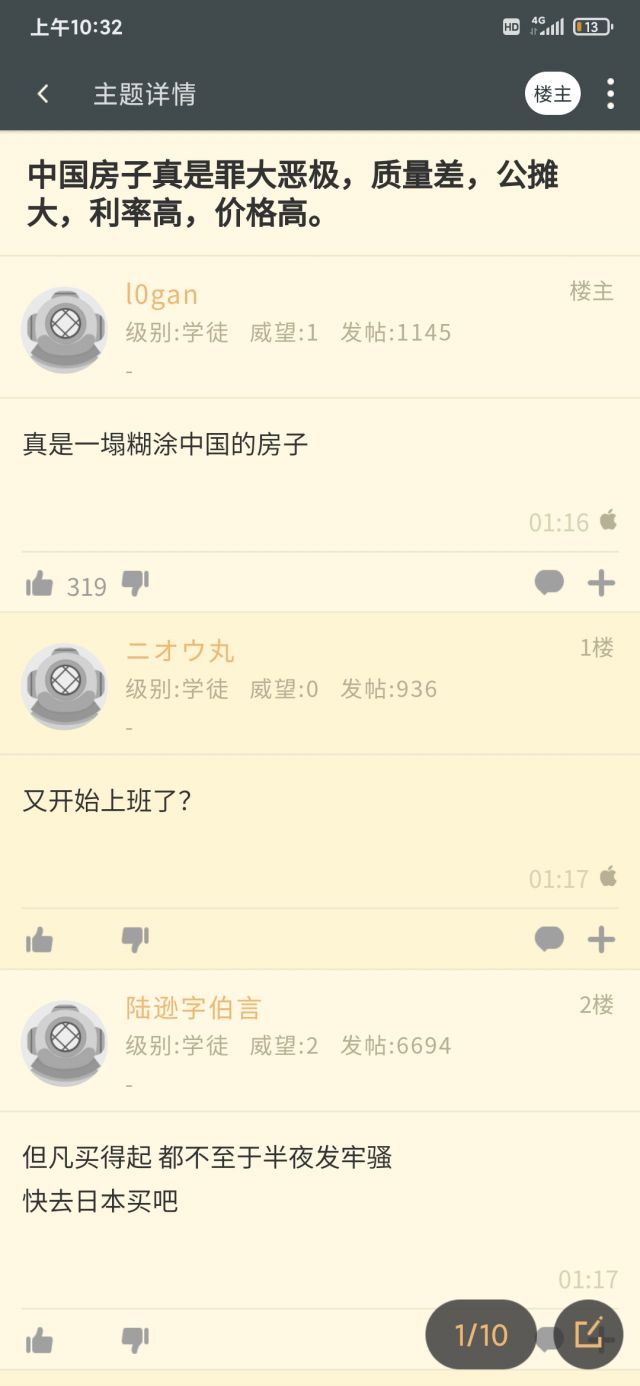 上午10:32
HD 4G 13
主题详情
楼主
中国房子真是罪大恶极，质量差，公摊
大，利率高，价格高。
l0gan
楼主
级别:学徒 威望:1 发帖:1145
-
真是一塌糊涂中国的房子
01:16
319
ニオウ丸
1楼
级别:学徒 威望:0 发帖:936
-
又开始上班了？
01:17
陆逊字伯言
2楼
级别:学徒 威望:2 发帖:6694
-
但凡买得起 都不至于半夜发牢骚
快去日本买吧
01:17
1/10